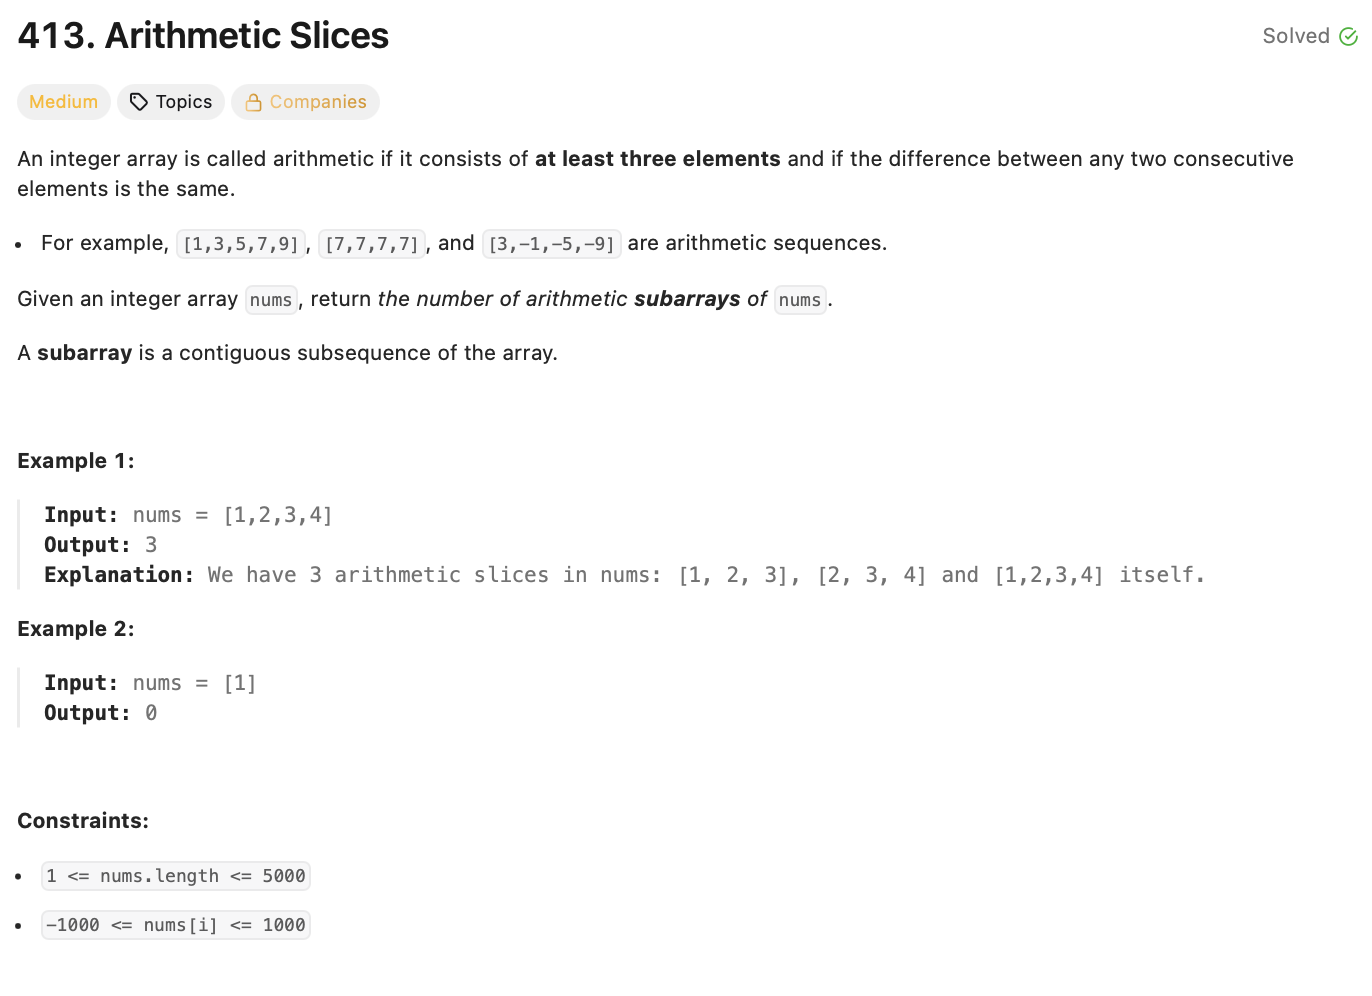 413. Arithmetic Slices
Solved
Medium Topics Companies
An integer array is called arithmetic if it consists of at least three elements and if the difference between any two consecutive
elements is the same.
• For example, [1,3,5,7,9], [7,7,7,7], and [3,-1,-5,-9] are arithmetic sequences.
Given an integer array nums, return the number of arithmetic subarrays of nums.
A subarray is a contiguous subsequence of the array.
Example 1:
Input: nums = [1,2,3,4]
Output: 3
Explanation: We have 3 arithmetic slices in nums: [1, 2, 3], [2, 3, 4] and [1,2,3,4] itself.
Example 2:
Input: nums = [1]
Output: 0
Constraints:
• 1 <= nums.length <= 5000
• -1000 <= nums[i] <= 1000